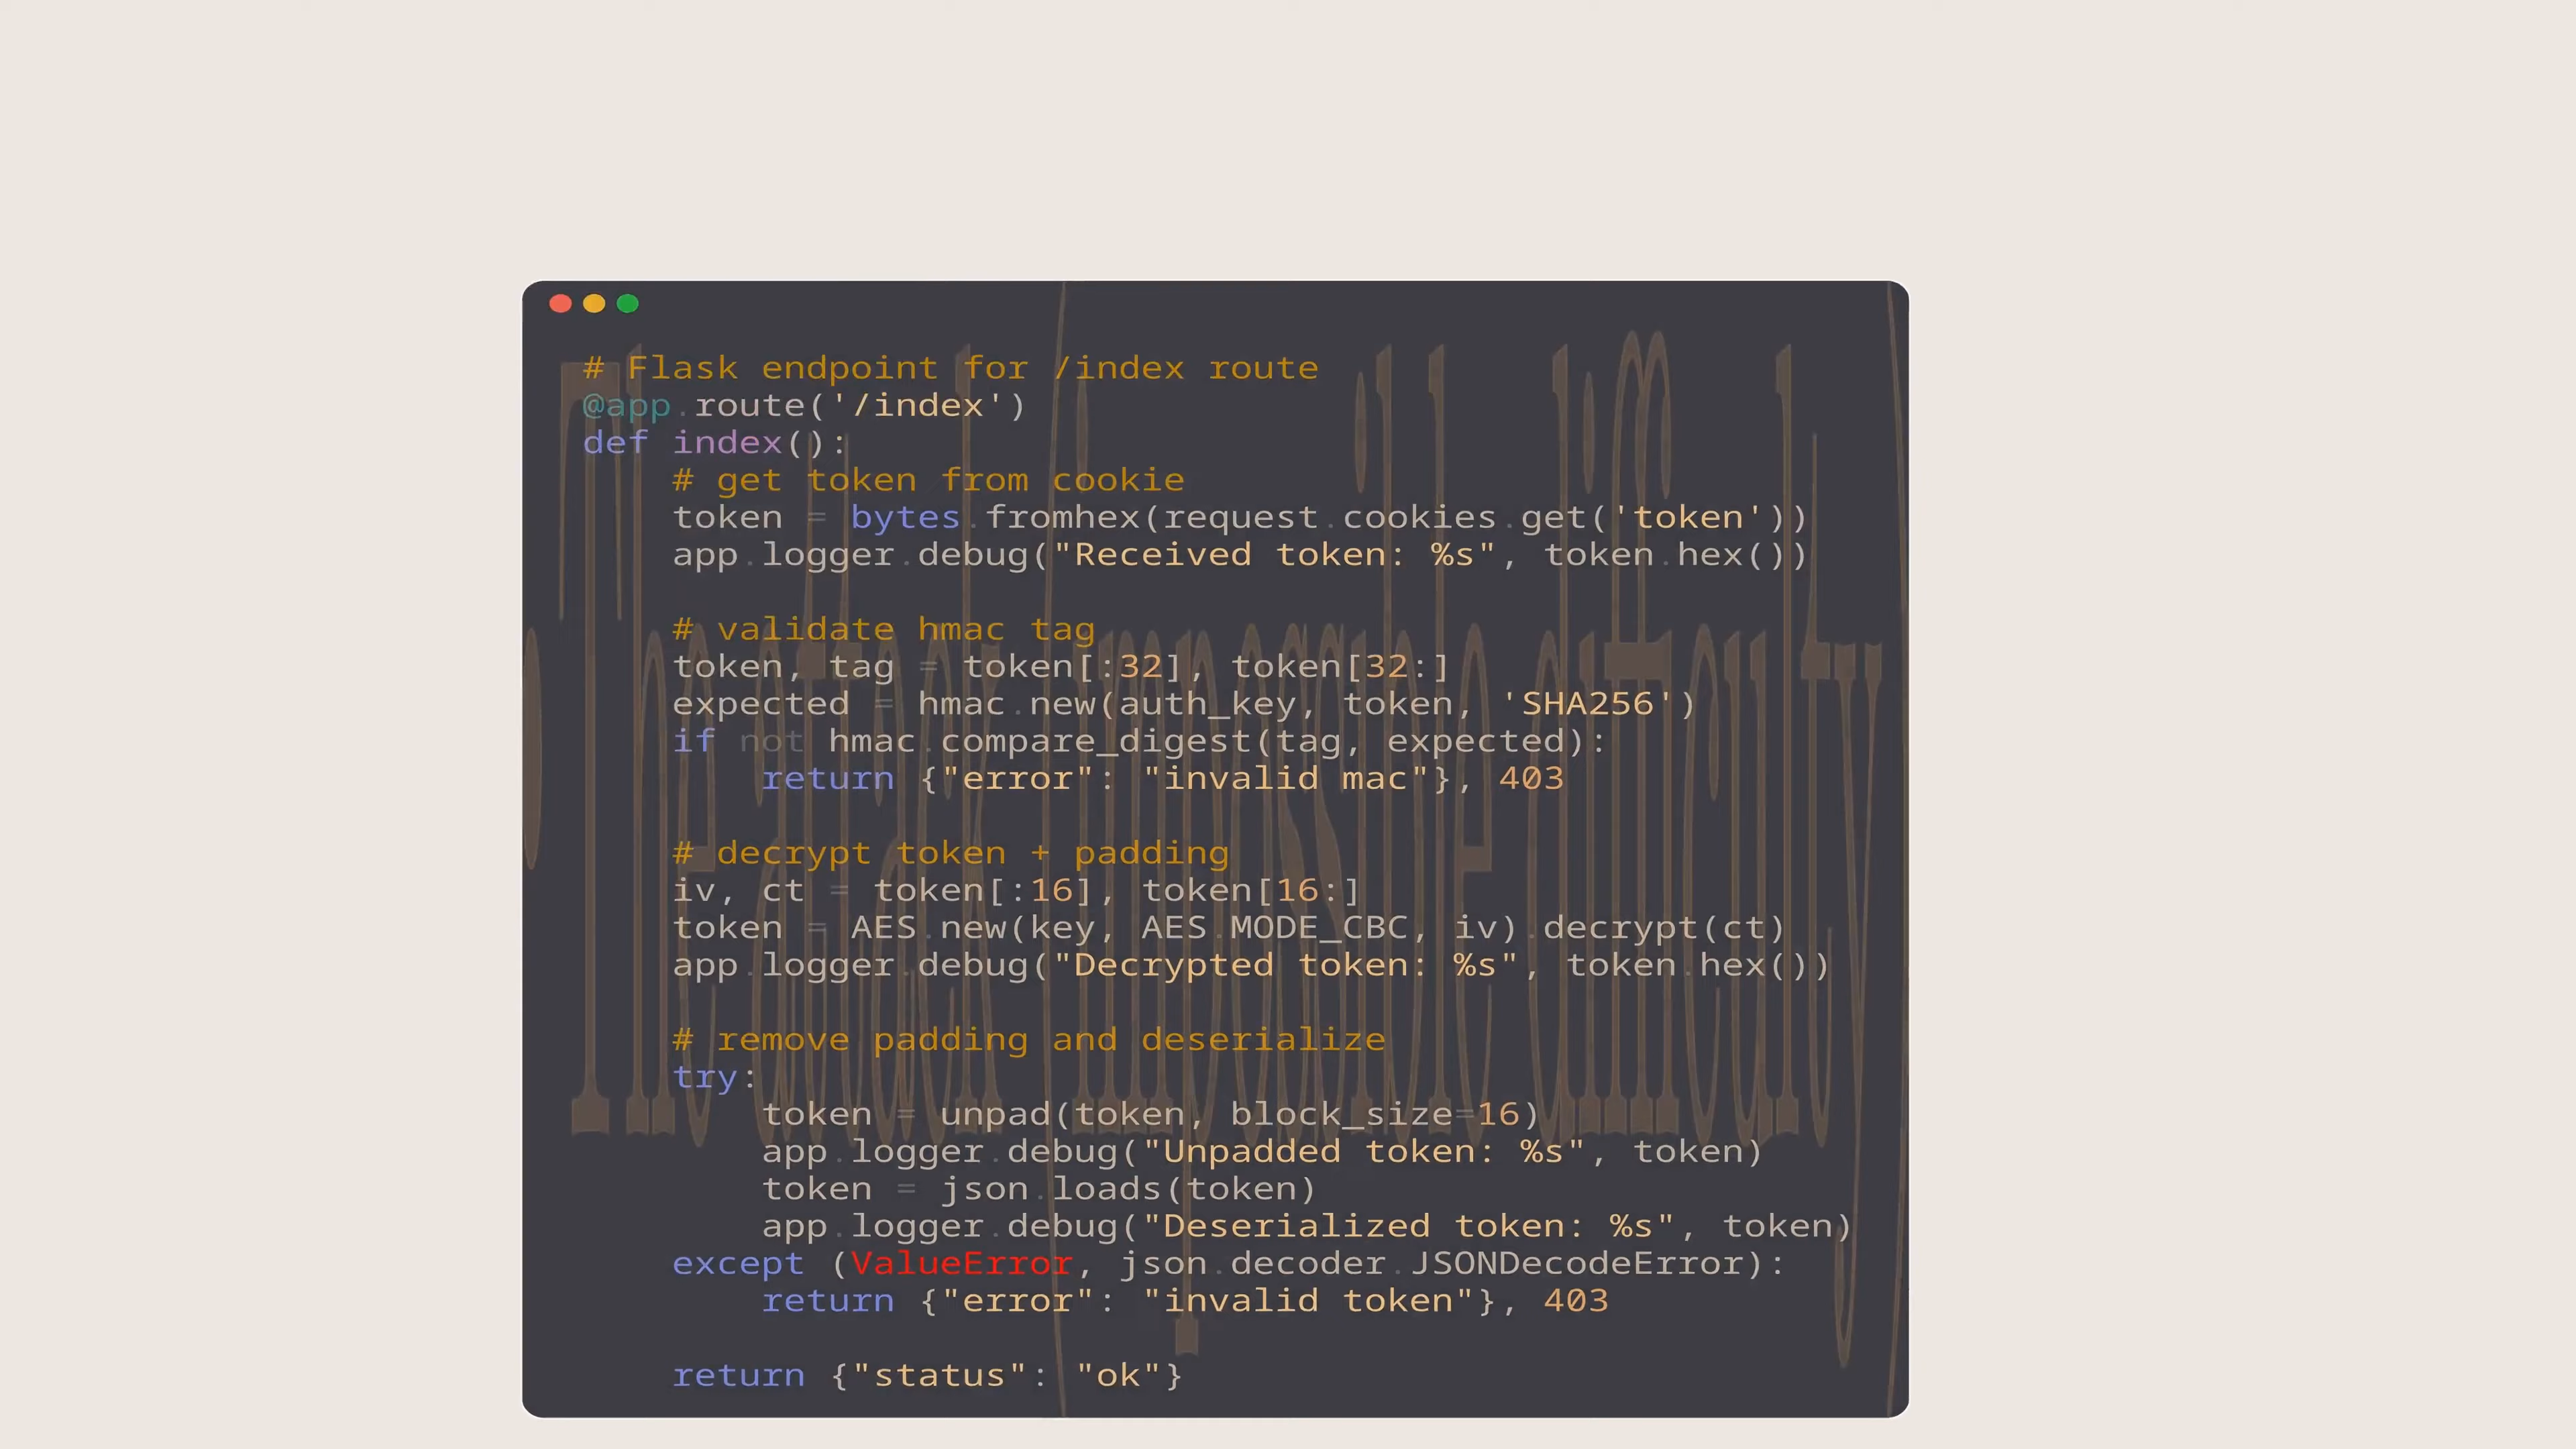 # Flask endpoint for /index route
@app.route('/index')
def index():
    # get token from cookie
    token = bytes.fromhex(request.cookies.get('token'))
    app.logger.debug("Received token: %s", token.hex())

    # validate hmac tag
    token, tag = token[:32], token[32:]
    expected = hmac.new(auth_key, token, 'SHA256')
    if not hmac.compare_digest(tag, expected):
        return {"error": "invalid mac"}, 403

    # decrypt token + padding
    iv, ct = token[:16], token[16:]
    token = AES.new(key, AES.MODE_CBC, iv).decrypt(ct)
    app.logger.debug("Decrypted token: %s", token.hex())

    # remove padding and deserialize
    try:
        token = unpad(token, block_size=16)
        app.logger.debug("Unpadded token: %s", token)
        token = json.loads(token)
        app.logger.debug("Deserialized token: %s", token)
    except (ValueError, json.decoder.JSONDecodeError):
        return {"error": "invalid token"}, 403

    return {"status": "ok"}
The attack (impossible difficulty)